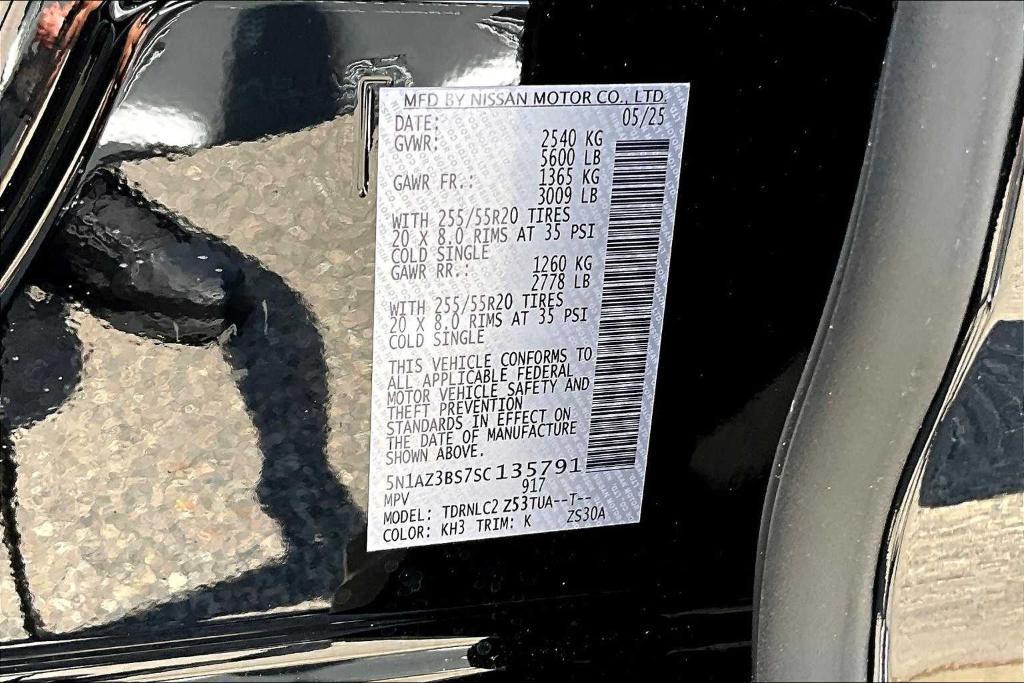 MFD BY NISSAN MOTOR CO., LTD.
DATE: 05/25
GVWR: 2540 KG
5600 LB
GAWR FR.: 1365 KG
3009 LB
WITH 255/55R20 TIRES
20 X 8.0 RIMS AT 35 PSI
COLD SINGLE
GAWR RR.: 1260 KG
2778 LB
WITH 255/55R20 TIRES
20 X 8.0 RIMS AT 35 PSI
COLD SINGLE
THIS VEHICLE CONFORMS TO
ALL APPLICABLE FEDERAL
MOTOR VEHICLE SAFETY AND
THEFT PREVENTION
STANDARDS IN EFFECT ON
THE DATE OF MANUFACTURE
SHOWN ABOVE.
5N1AZ3BS7SC135791
MPV 917
MODEL: TDRNLC2 Z53TUA--T--
COLOR: KH3 TRIM: K ZS30A